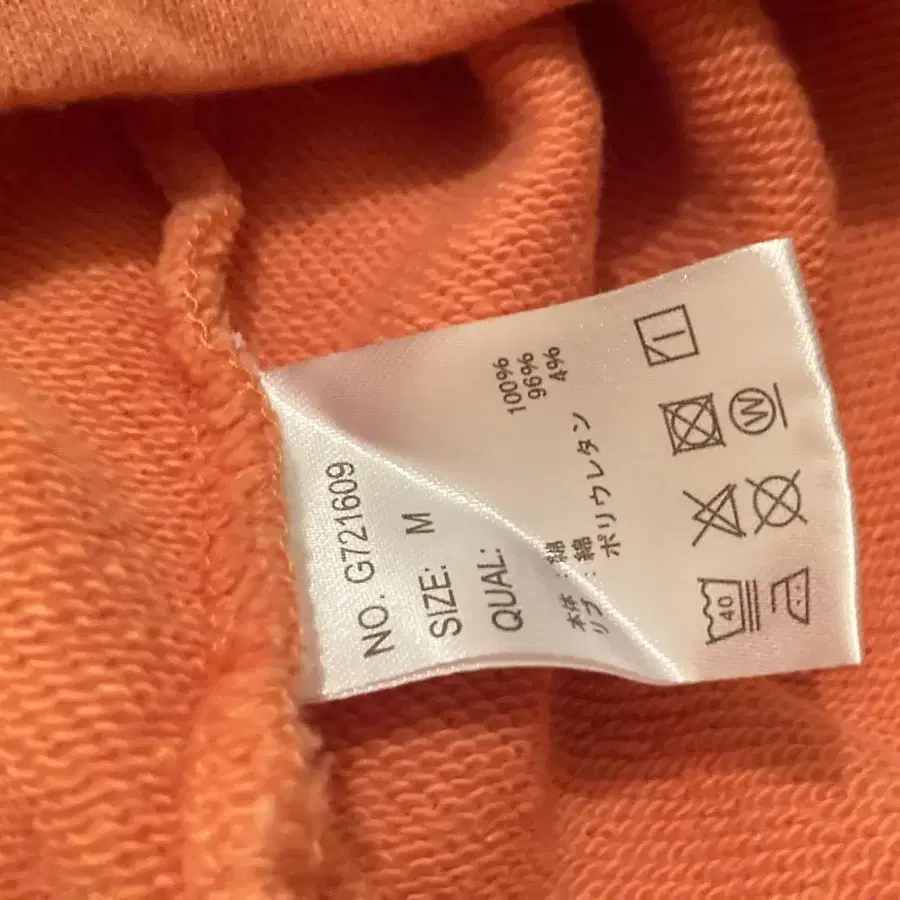 NO. G721609
SIZE: M
QUAL:
本体：綿 100%
リブ：綿 96%
ポリウレタン 4%
40
W